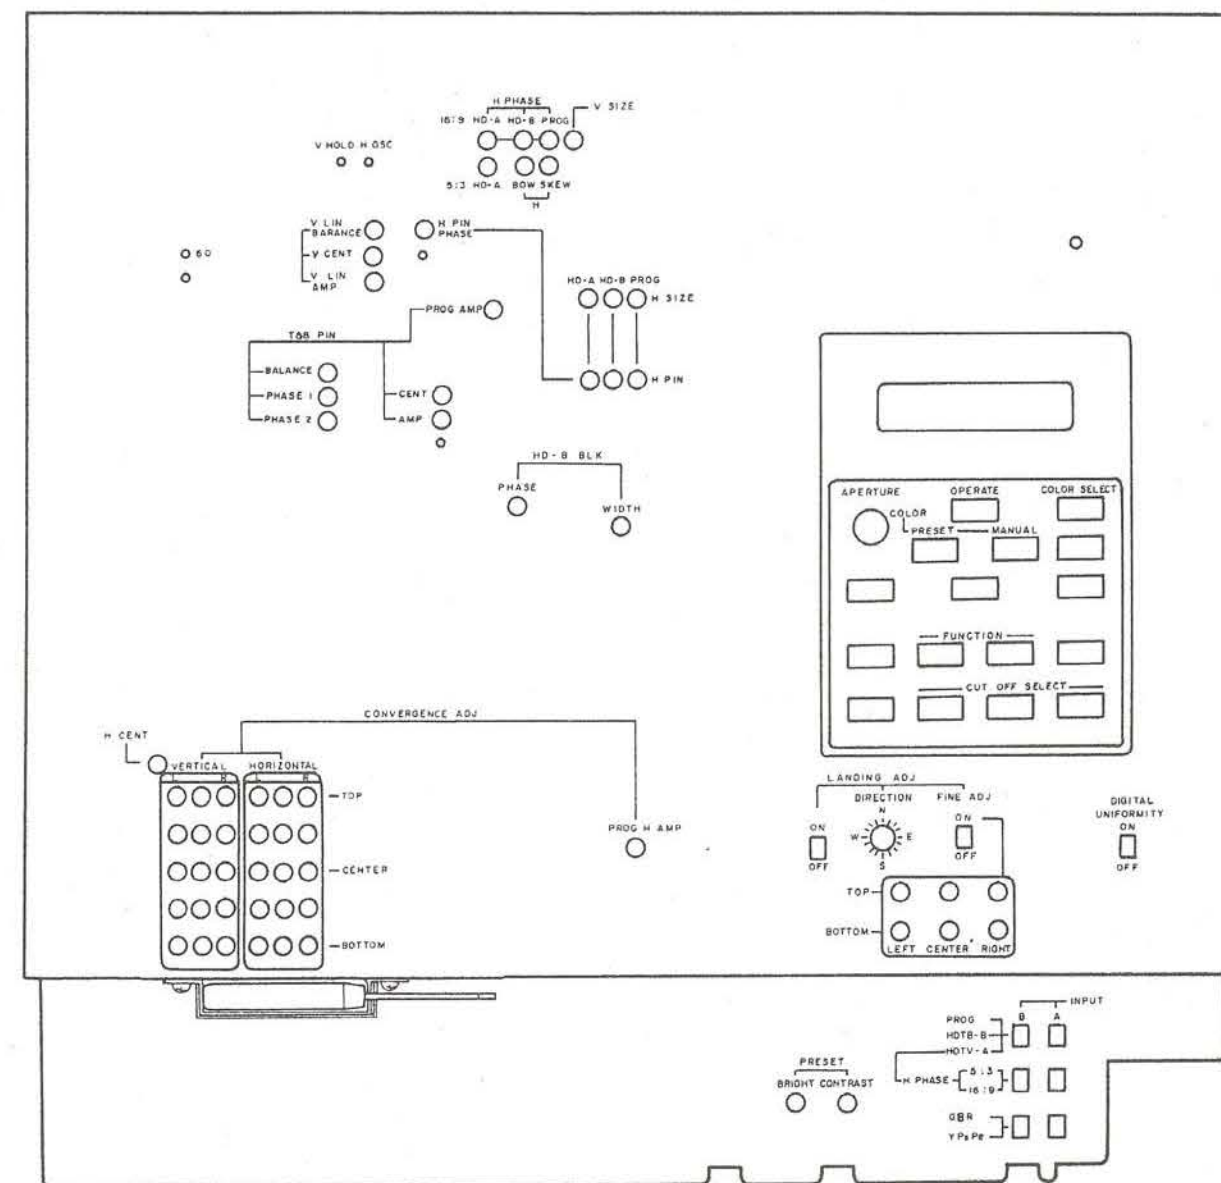 H PHASE
16:9 HD-A HD-B PROG
V SIZE
V HOLD H OSC
5:3 HD-A BOW SKEW
H
V LIN
BARANCE
H PIN
PHASE
60
V CENT
V LIN
AMP
HD-A HD-B PROG
H SIZE
PROG AMP
T&B PIN
BALANCE
H PIN
PHASE 1
CENT
PHASE 2
AMP
HD-B BLK
PHASE
WIDTH
APERTURE
OPERATE
COLOR SELECT
COLOR
PRESET
MANUAL
FUNCTION
CUT OFF SELECT
CONVERGENCE ADJ
H CENT
VERTICAL
HORIZONTAL
L R L R
TOP
CENTER
BOTTOM
PROG H AMP
LANDING ADJ
DIRECTION
FINE ADJ
N
ON
ON
W E
OFF
S
OFF
DIGITAL
UNIFORMITY
ON
OFF
TOP
BOTTOM
LEFT CENTER RIGHT
INPUT
B A
PROG
HDTB-B
HDTV-A
H PHASE
5:3
16:9
GBR
PRESET
BRIGHT CONTRAST